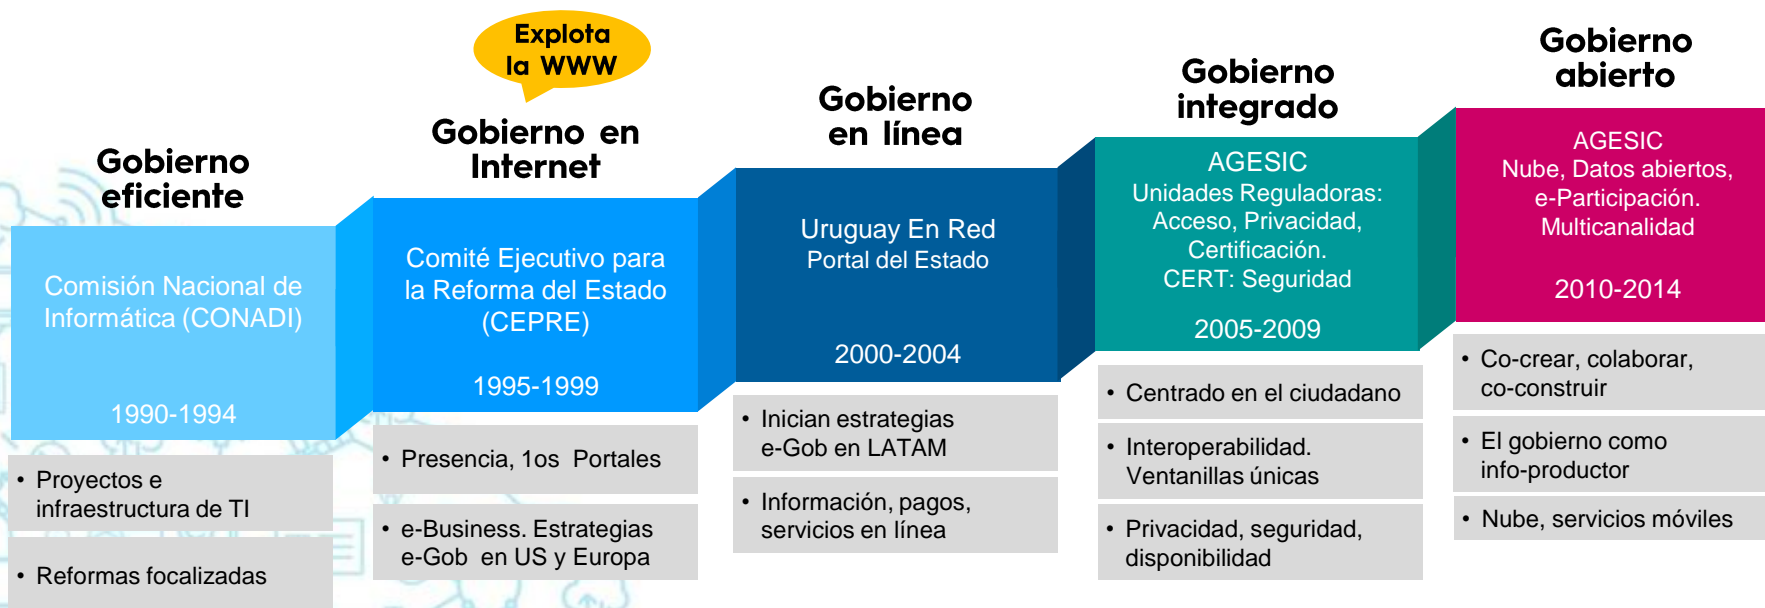 Gobierno
eficiente
Comisión Nacional de
Informática (CONADI)
1990-1994
• Proyectos e
infraestructura de TI
• Reformas focalizadas
Explota
la WWW
Gobierno en
Internet
Comité Ejecutivo para
la Reforma del Estado
(CEPRE)
1995-1999
• Presencia, 1os Portales
• e-Business. Estrategias
e-Gob en US y Europa
Gobierno
en línea
Uruguay En Red
Portal del Estado
2000-2004
• Inician estrategias
e-Gob en LATAM
• Información, pagos,
servicios en línea
Gobierno
integrado
AGESIC
Unidades Reguladoras:
Acceso, Privacidad,
Certificación.
CERT: Seguridad
2005-2009
• Centrado en el ciudadano
• Interoperabilidad.
Ventanillas únicas
• Privacidad, seguridad,
disponibilidad
Gobierno
abierto
AGESIC
Nube, Datos abiertos,
e-Participación.
Multicanalidad
2010-2014
• Co-crear, colaborar,
co-construir
• El gobierno como
info-productor
• Nube, servicios móviles